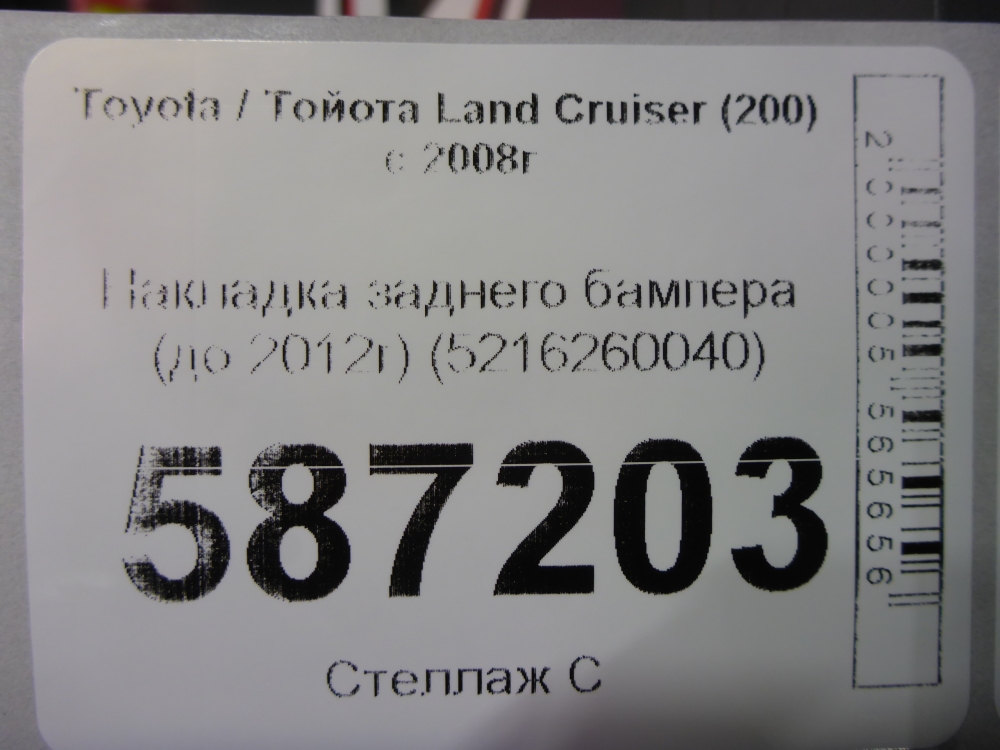 Toyota / Тойота Land Cruiser (200)
с 2008г
Накладка заднего бампера
(до 2012г) (5216260040)
587203
Стеллаж С
2000005565656